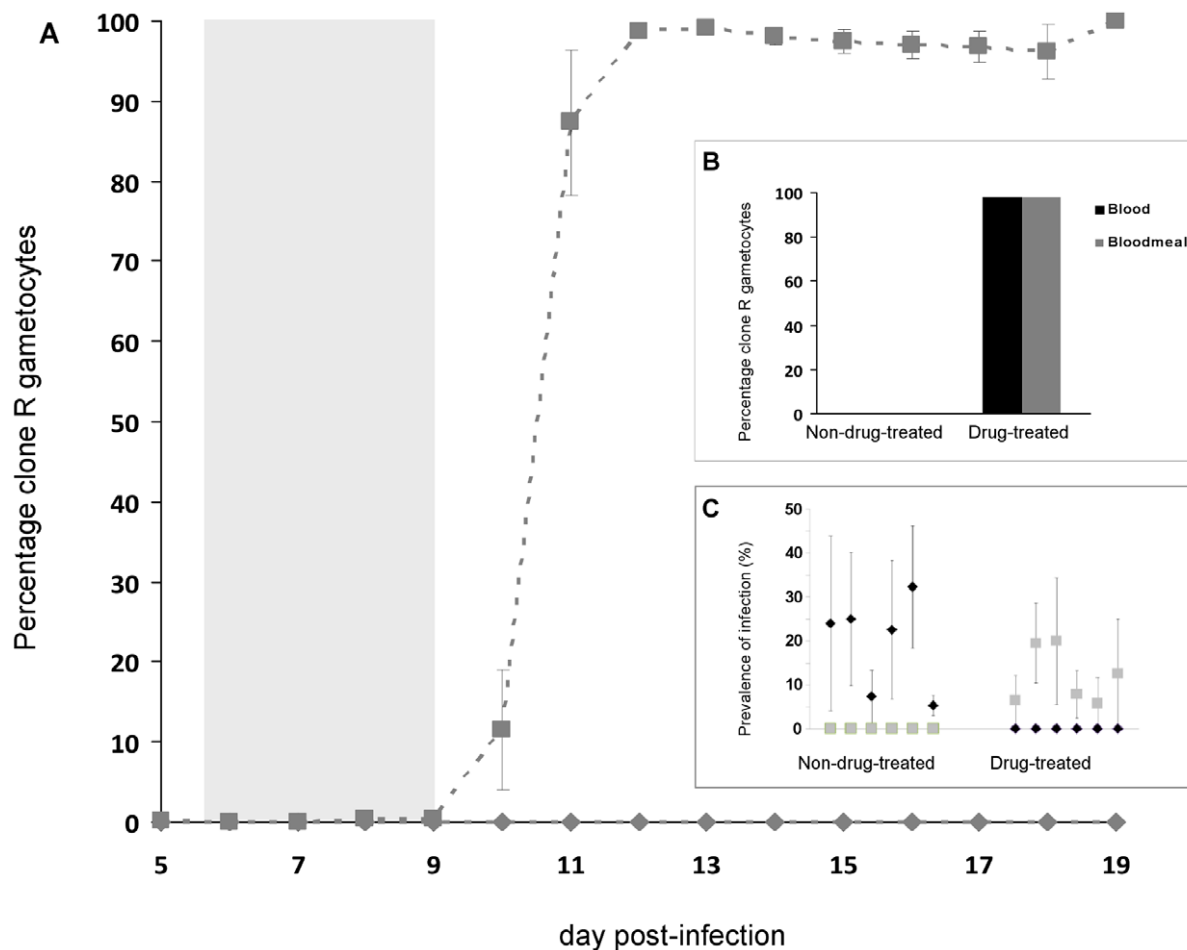 A
Percentage clone R gametocytes
100
90
80
70
60
50
40
30
20
10
0
5 7 9 11 13 15 17 19
day post-infection
B
Percentage clone R gametocytes
100
80
60
40
20
0
Non-drug-treated Drug-treated
Blood
Bloodmeal
C
Prevalence of infection (%)
50
40
30
20
10
0
Non-drug-treated Drug-treated